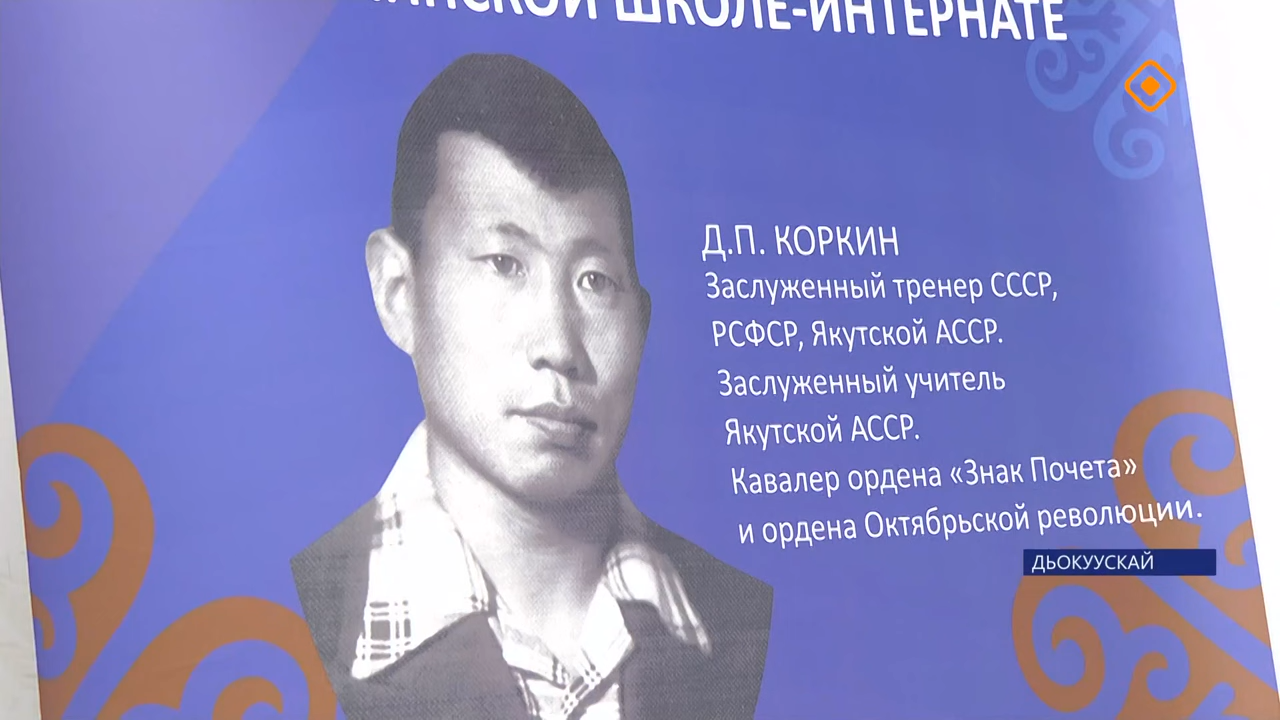 ШКОЛЕ-ИНТЕРНАТЕ
Д.П. КОРКИН
Заслуженный тренер СССР,
РСФСР, Якутской АССР.
Заслуженный учитель
Якутской АССР.
Кавалер ордена «Знак Почета»
и ордена Октябрьской революции.
ДЬОКУУСКАЙ